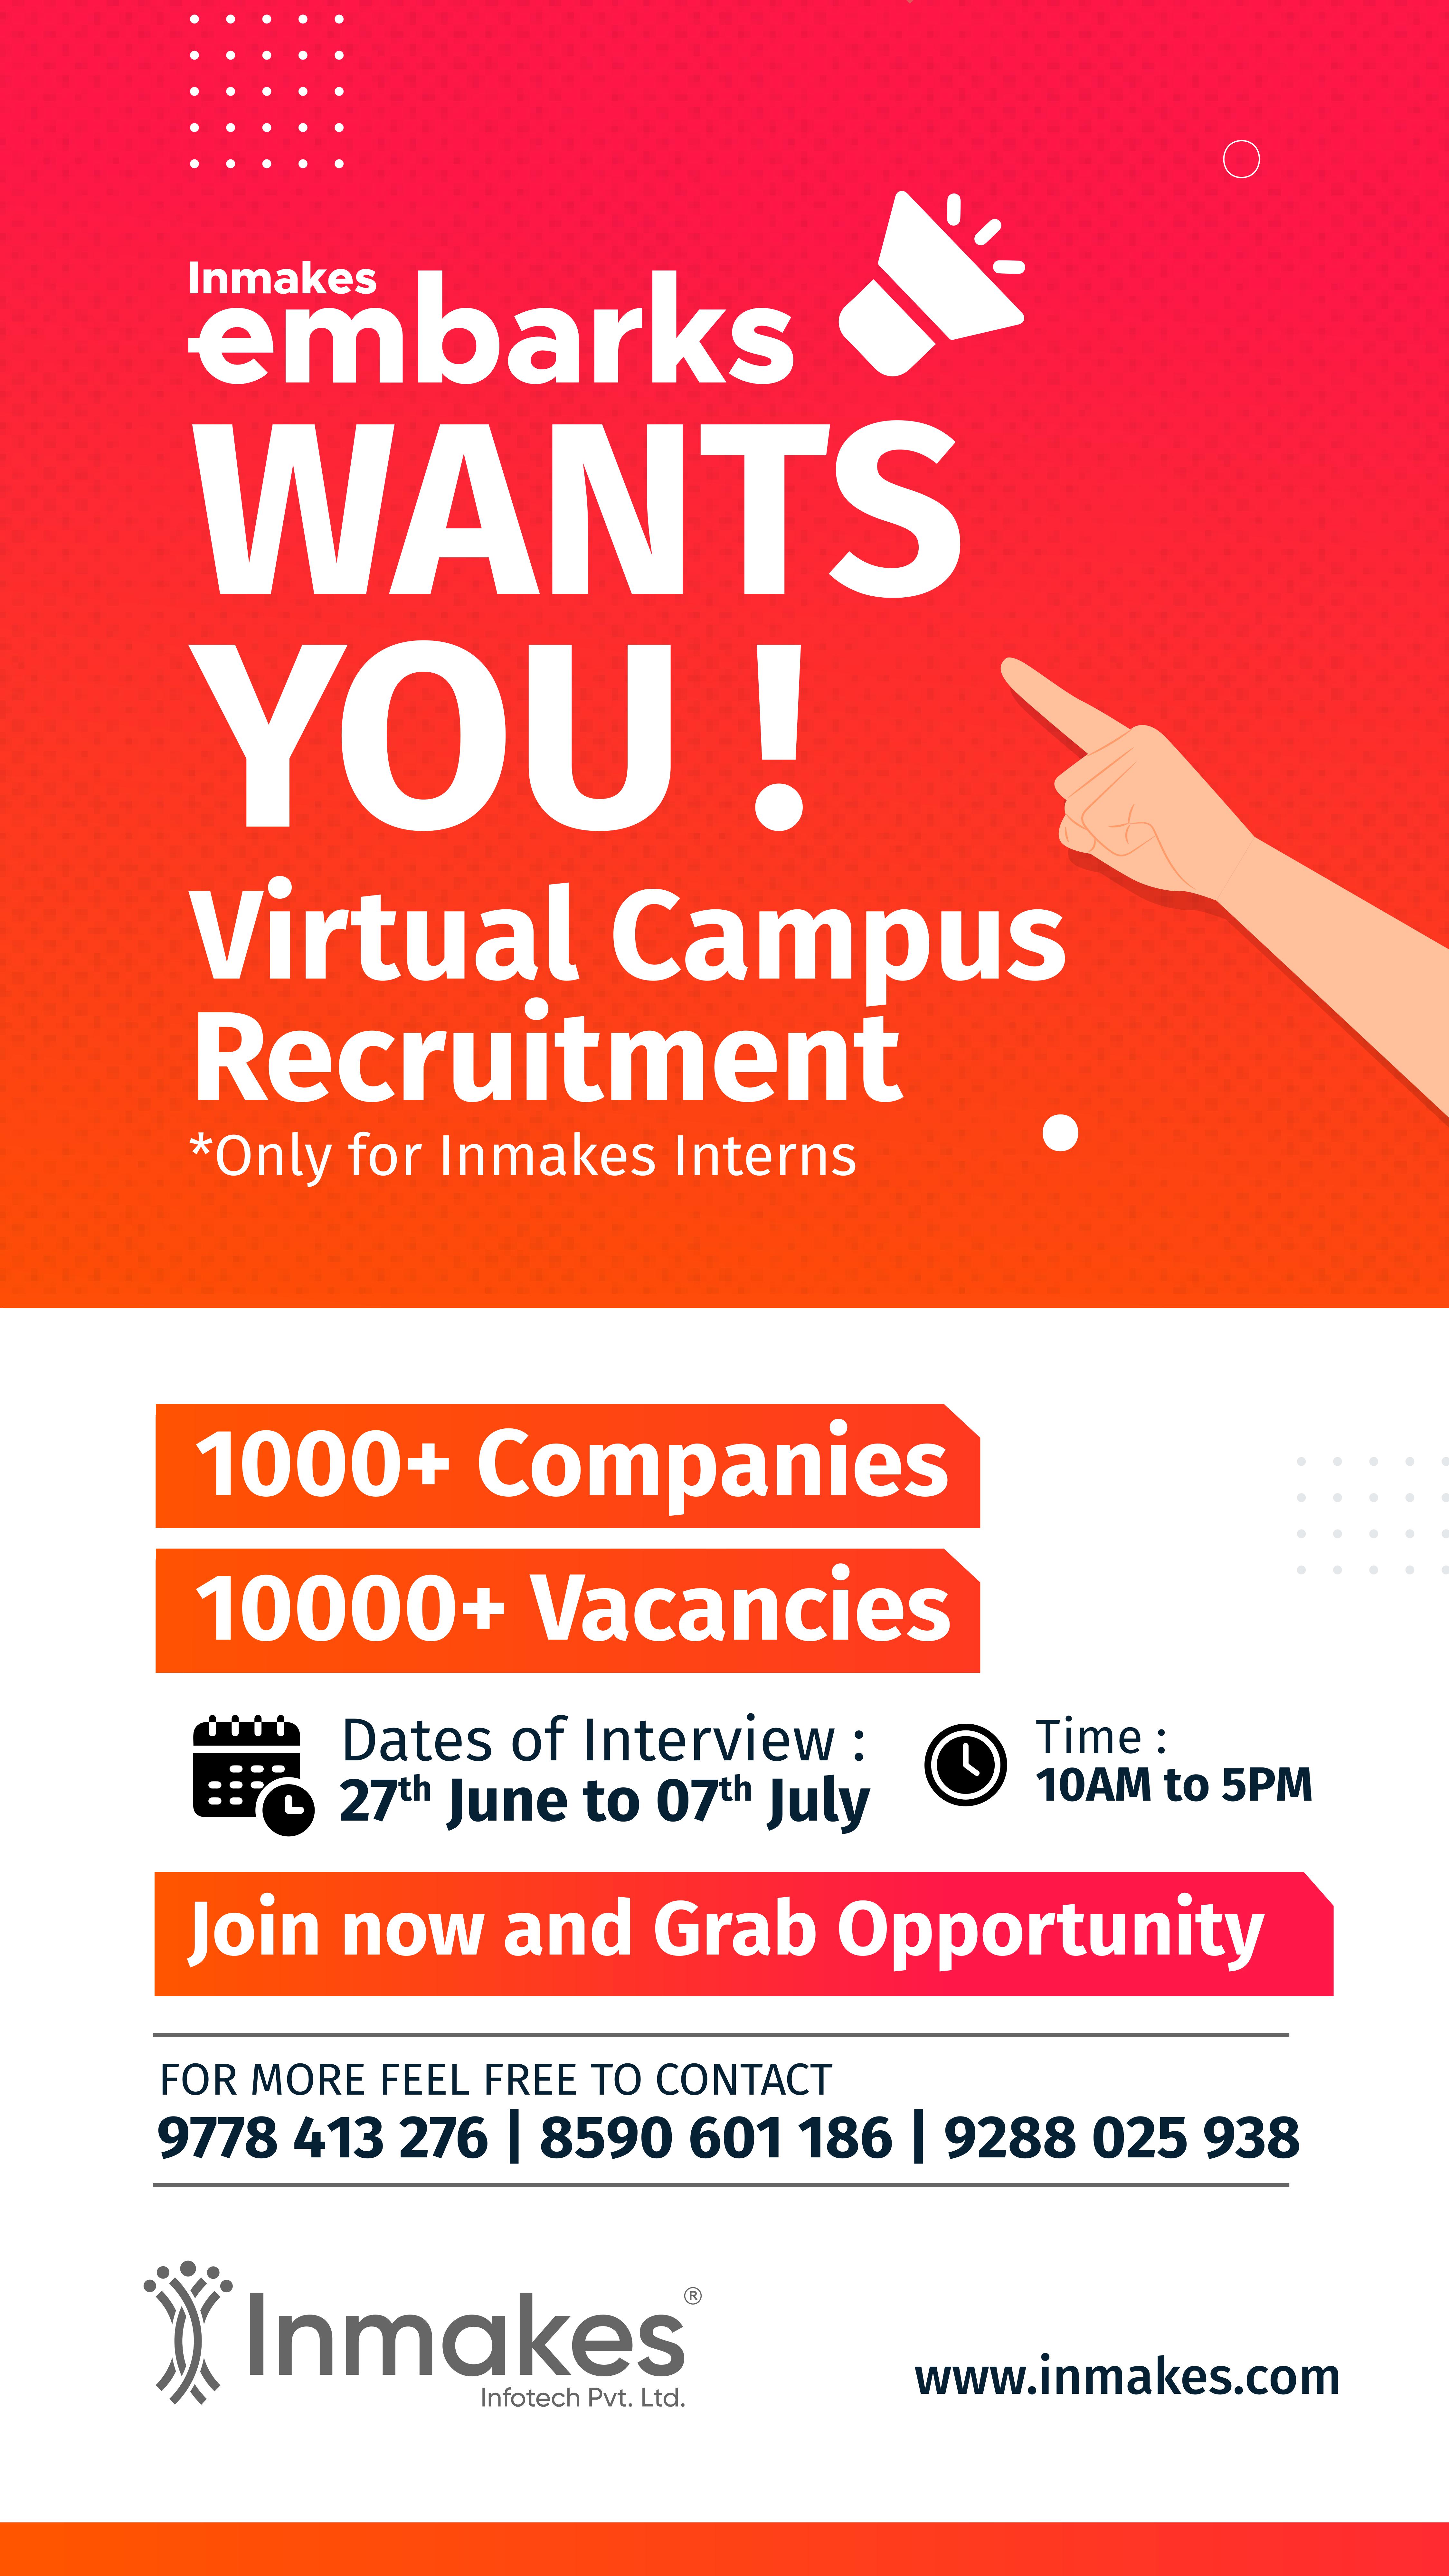 Inmakes
embarks
WANTS
YOU !
Virtual Campus
Recruitment
*Only for Inmakes Interns
1000+ Companies
10000+ Vacancies
Dates of Interview :
27th June to 07th July
Time :
10AM to 5PM
Join now and Grab Opportunity
FOR MORE FEEL FREE TO CONTACT
9778 413 276 | 8590 601 186 | 9288 025 938
Inmakes®
Infotech Pvt. Ltd.
www.inmakes.com